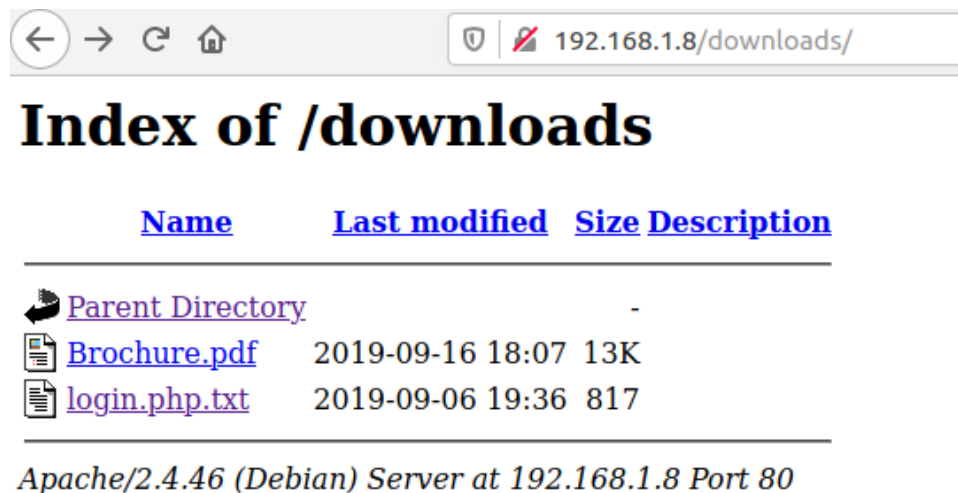 192.168.1.8/downloads/
Index of /downloads
Name Last modified Size Description
Parent Directory -
Brochure.pdf 2019-09-16 18:07 13K
login.php.txt 2019-09-06 19:36 817
Apache/2.4.46 (Debian) Server at 192.168.1.8 Port 80